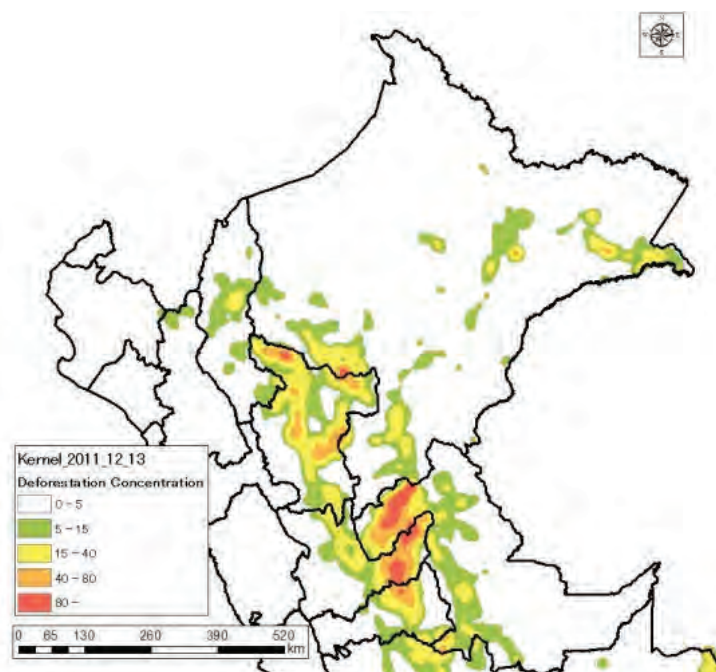 N
W E
S
Kernel_2011_12_13
Deforestation Concentration
0-5
5-15
15-40
40-80
80-
0 65 130 260 390 520
km